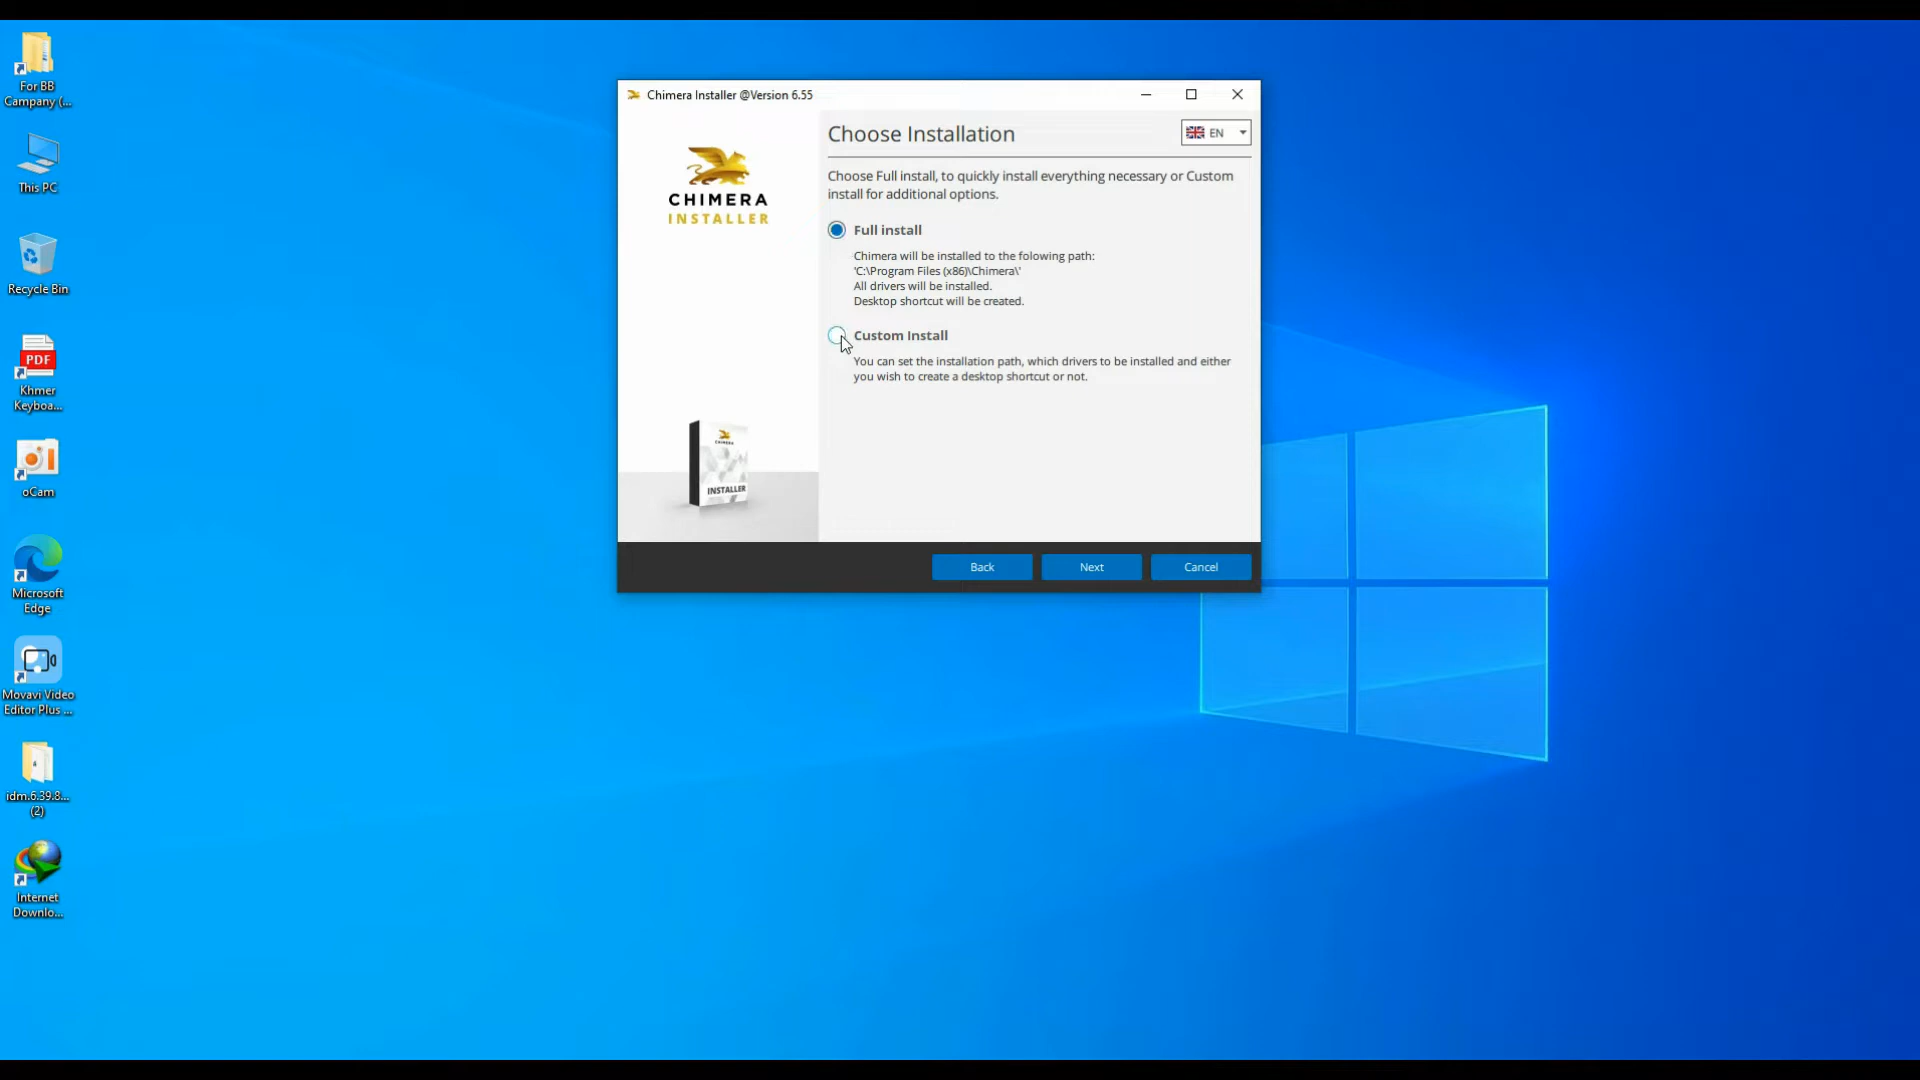 For BB
Campany (...
This PC
Recycle Bin
PDF
Khmer
Keyboa...
oCam
Microsoft
Edge
Movavi Video
Editor Plus ...
idm.6.39.8...
(2)
Internet
Downlo...
Chimera Installer @Version 6.55
CHIMERA
INSTALLER
CHIMERA
INSTALLER
Choose Installation
EN
Choose Full install, to quickly install everything necessary or Custom
install for additional options.
Full install
Chimera will be installed to the folowing path:
'C:\Program Files (x86)\Chimera\'
All drivers will be installed.
Desktop shortcut will be created.
Custom Install
You can set the installation path, which drivers to be installed and either
you wish to create a desktop shortcut or not.
Back
Next
Cancel